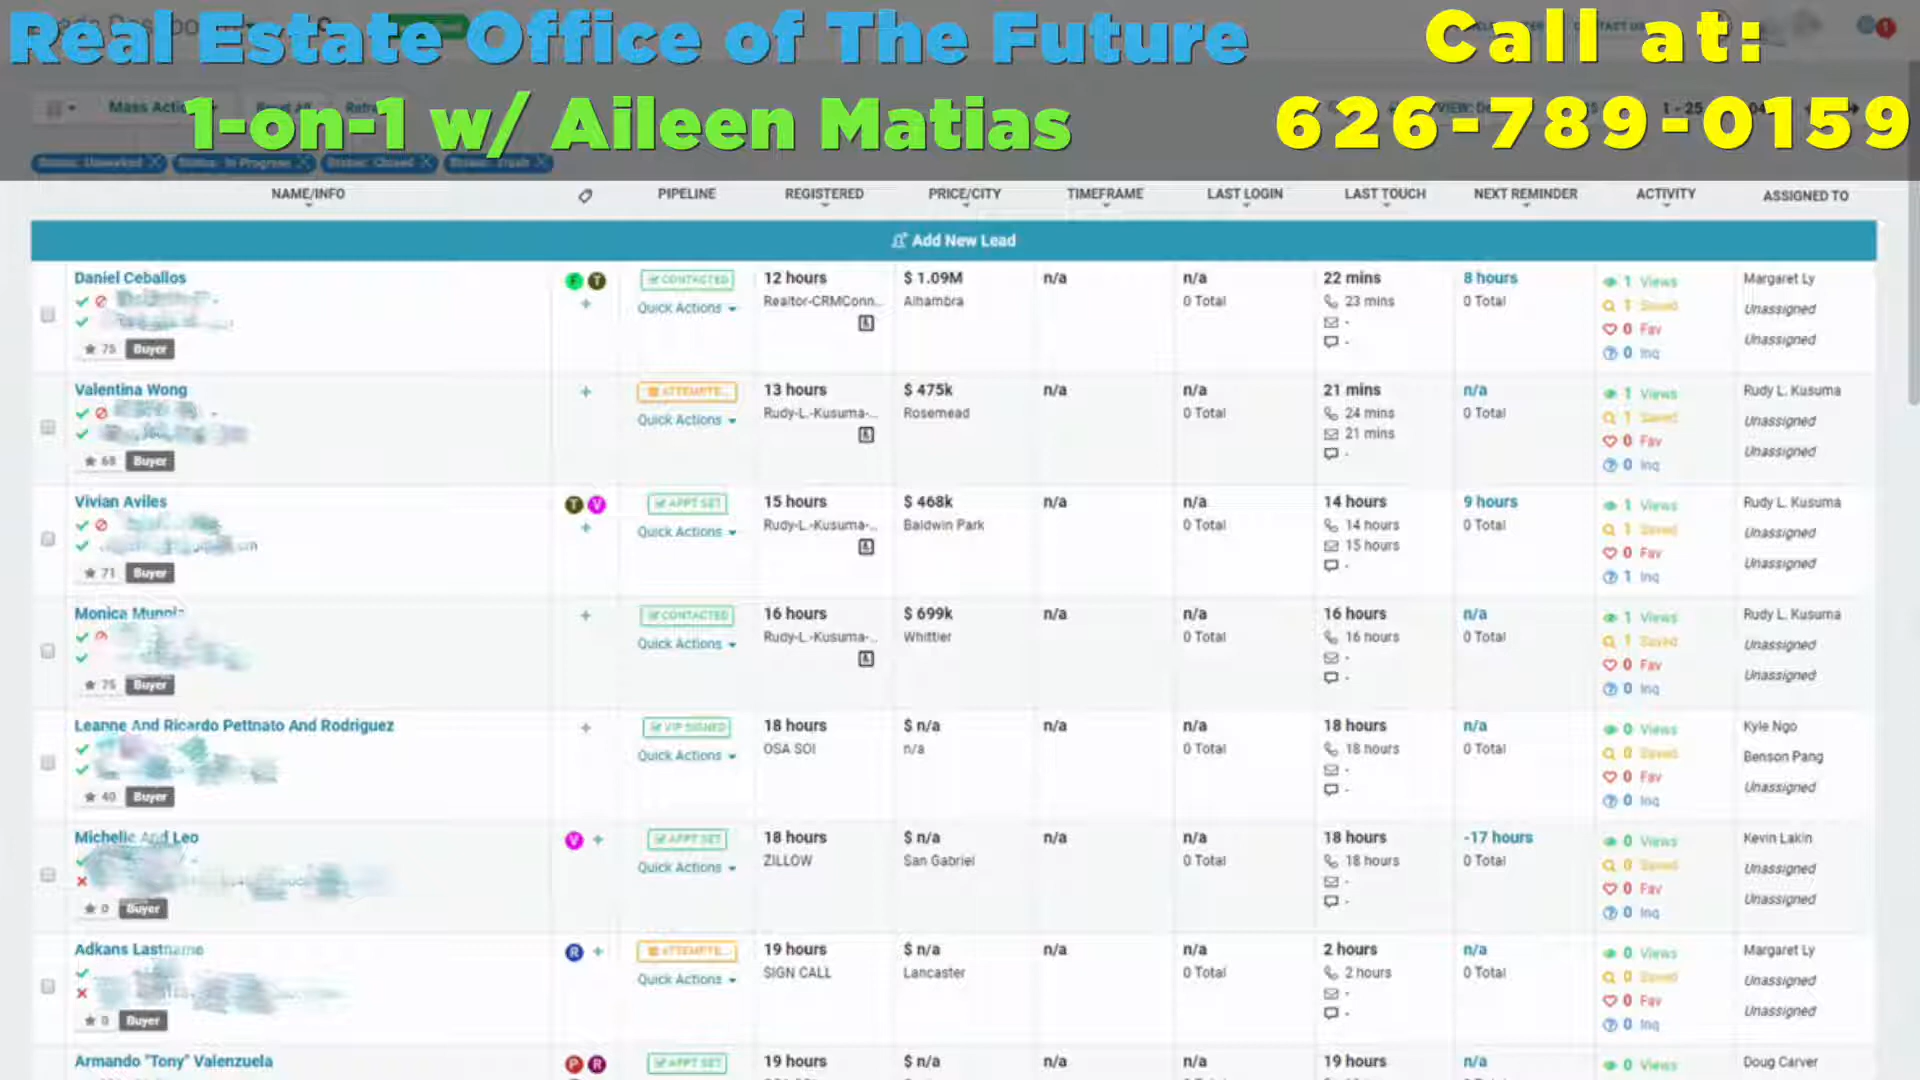 Real Estate Office of The Future
Call at:
1-on-1 w/ Aileen Matias
626-789-0159
Mass Acti
Status: In Progress
Status: Closed
NAME/INFO PIPELINE REGISTERED PRICE/CITY TIMEFRAME LAST LOGIN LAST TOUCH NEXT REMINDER ACTIVITY ASSIGNED TO
Add New Lead
Daniel Ceballos CONTACTED 12 hours $ 1.09M n/a n/a 22 mins 8 hours 1 Views Margaret Ly
Quick Actions Realtor-CRMConn... Alhambra 0 Total 23 mins 0 Total 1 Saved Unassigned
- 0 Fav
75 Buyer - 0 Inq Unassigned
Valentina Wong ATTEMPTE... 13 hours $ 475k n/a n/a 21 mins n/a 1 Views Rudy L. Kusuma
Quick Actions Rudy-L.-Kusuma-... Rosemead 0 Total 24 mins 0 Total 1 Saved Unassigned
21 mins 0 Fav
68 Buyer - 0 Inq Unassigned
Vivian Aviles APPT SET 15 hours $ 468k n/a n/a 14 hours 9 hours 1 Views Rudy L. Kusuma
Quick Actions Rudy-L.-Kusuma-... Baldwin Park 0 Total 14 hours 0 Total 1 Saved Unassigned
15 hours 0 Fav
71 Buyer - 1 Inq Unassigned
Monica CONTACTED 16 hours $ 699k n/a n/a 16 hours n/a 1 Views Rudy L. Kusuma
Quick Actions Rudy-L.-Kusuma-... Whittier 0 Total 16 hours 0 Total 1 Saved Unassigned
- 0 Fav
75 Buyer - 0 Inq Unassigned
Leanne And Ricardo Pettnato And Rodriguez VIP SIGNED 18 hours $ n/a n/a n/a 18 hours n/a 0 Views Kyle Ngo
Quick Actions OSA SOI n/a 0 Total 18 hours 0 Total 0 Saved Benson Pang
- 0 Fav
40 Buyer - 0 Inq Unassigned
Michelle And Leo V APPT SET 18 hours $ n/a n/a n/a 18 hours -17 hours 0 Views Kevin Lakin
Quick Actions ZILLOW San Gabriel 0 Total 18 hours 0 Total 0 Saved Unassigned
- 0 Fav
0 Buyer - 0 Inq Unassigned
Adkans Lastname R ATTEMPTE... 19 hours $ n/a n/a n/a 2 hours n/a 0 Views Margaret Ly
Quick Actions SIGN CALL Lancaster 0 Total 2 hours 0 Total 0 Saved Unassigned
- 0 Fav
0 Buyer - 0 Inq Unassigned
Armando "Tony" Valenzuela P R APPT SET 19 hours $ n/a n/a n/a 19 hours n/a 0 Views Doug Carver